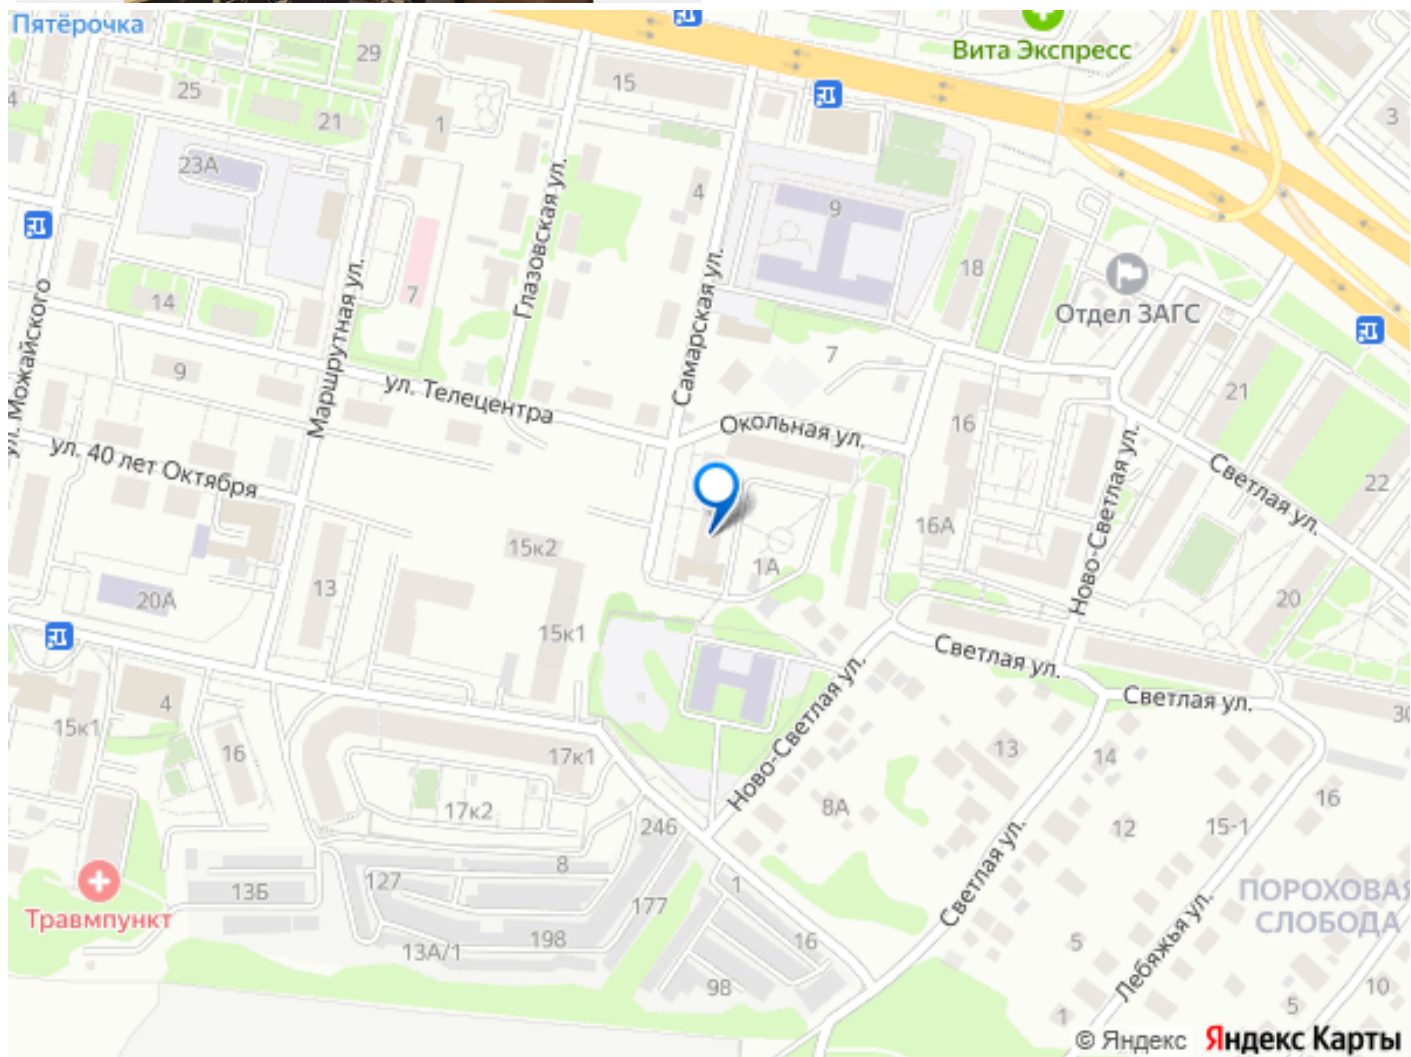 Пятёрочка
Вита Экспресс
29
15
25
21
1
3
4
23А
4
9
Глазовская ул.
18
Отдел ЗАГС
14
7
Маршрутная ул.
Самарская ул.
ул. Можайского
7
9
ул. Телецентра
21
16
Окольная ул.
ул. 40 лет Октября
Светлая ул.
22
Ново-Светлая ул.
16А
15к2
1А
13
20А
20
15к1
Светлая ул.
Светлая ул.
30
4
15к1
16
17к1
Ново-Светлая ул.
13
14
8А
16
17к2
246
12
15-1
8
127
13Б
1
177
Светлая ул.
ПОРОХОВАЯ
СЛОБОДА
Травмпункт
198
13А/1
16
5
Лебяжья ул.
98
10
5
1
© Яндекс Яндекс Карты